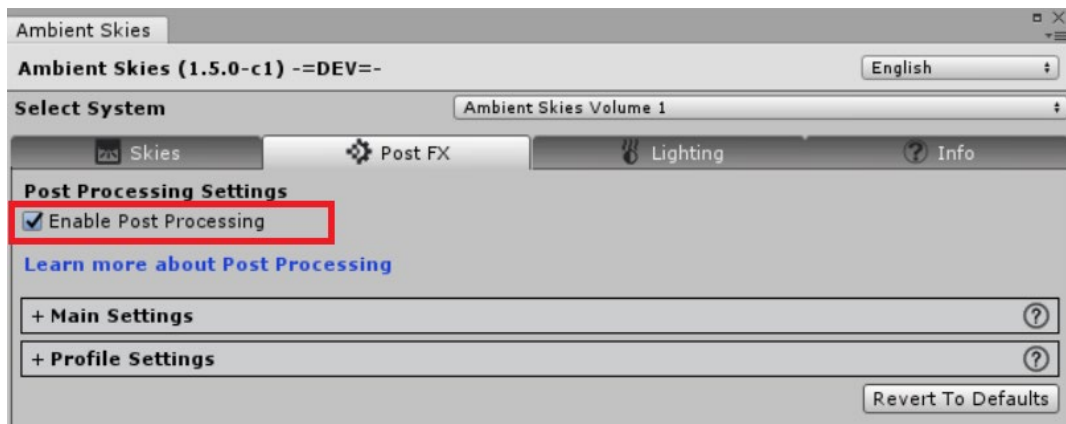 Ambient Skies
Ambient Skies (1.5.0-c1) -=DEV=-
English
Select System
Ambient Skies Volume 1
Skies
Post FX
Lighting
? Info
Post Processing Settings
Enable Post Processing
Learn more about Post Processing
+ Main Settings ?
+ Profile Settings ?
Revert To Defaults